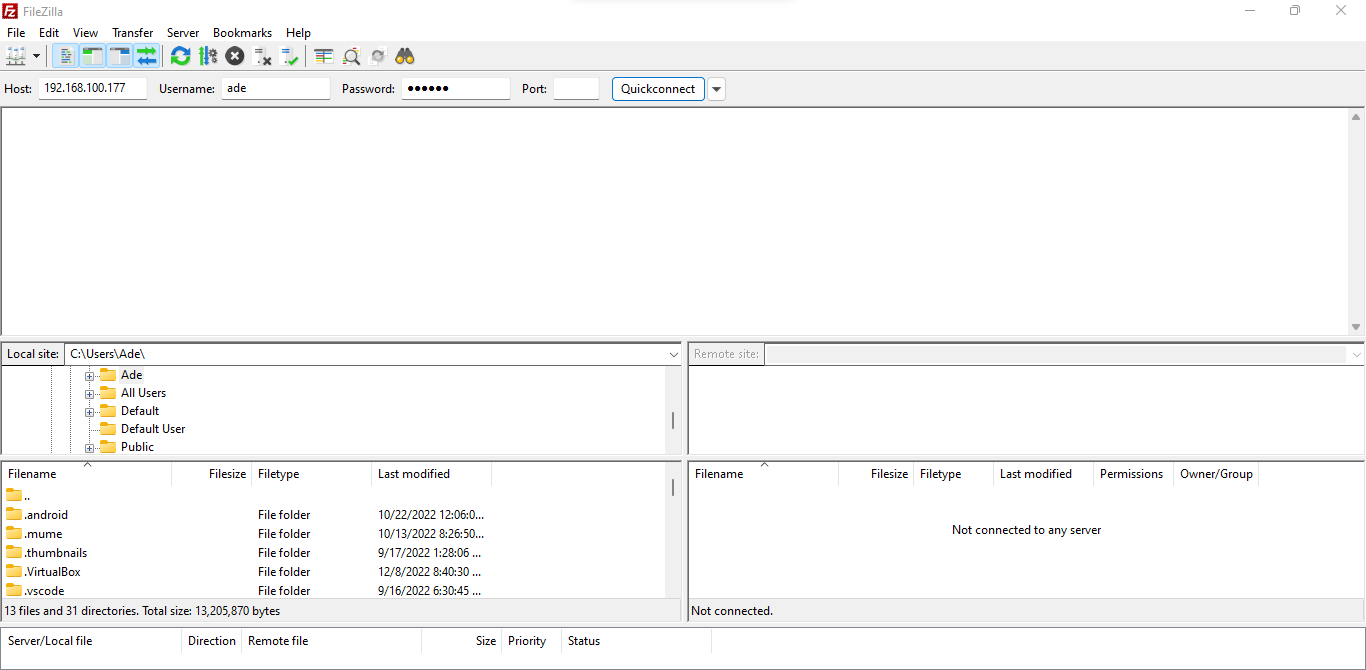 FileZilla
File Edit View Transfer Server Bookmarks Help
Host: 192.168.100.177 Username: ade Password: ●●●●●● Port: Quickconnect
Local site: C:\Users\Ade\
Ade
All Users
Default
Default User
Public
Remote site:
Filename Filesize Filetype Last modified
..
.android File folder 10/22/2022 12:06:0...
.mume File folder 10/13/2022 8:26:50...
.thumbnails File folder 9/17/2022 1:28:06 ...
.VirtualBox File folder 12/8/2022 8:40:30 ...
.vscode File folder 9/16/2022 6:30:45 ...
13 files and 31 directories. Total size: 13,205,870 bytes
Filename Filesize Filetype Last modified Permissions Owner/Group
Not connected to any server
Not connected.
Server/Local file Direction Remote file Size Priority Status